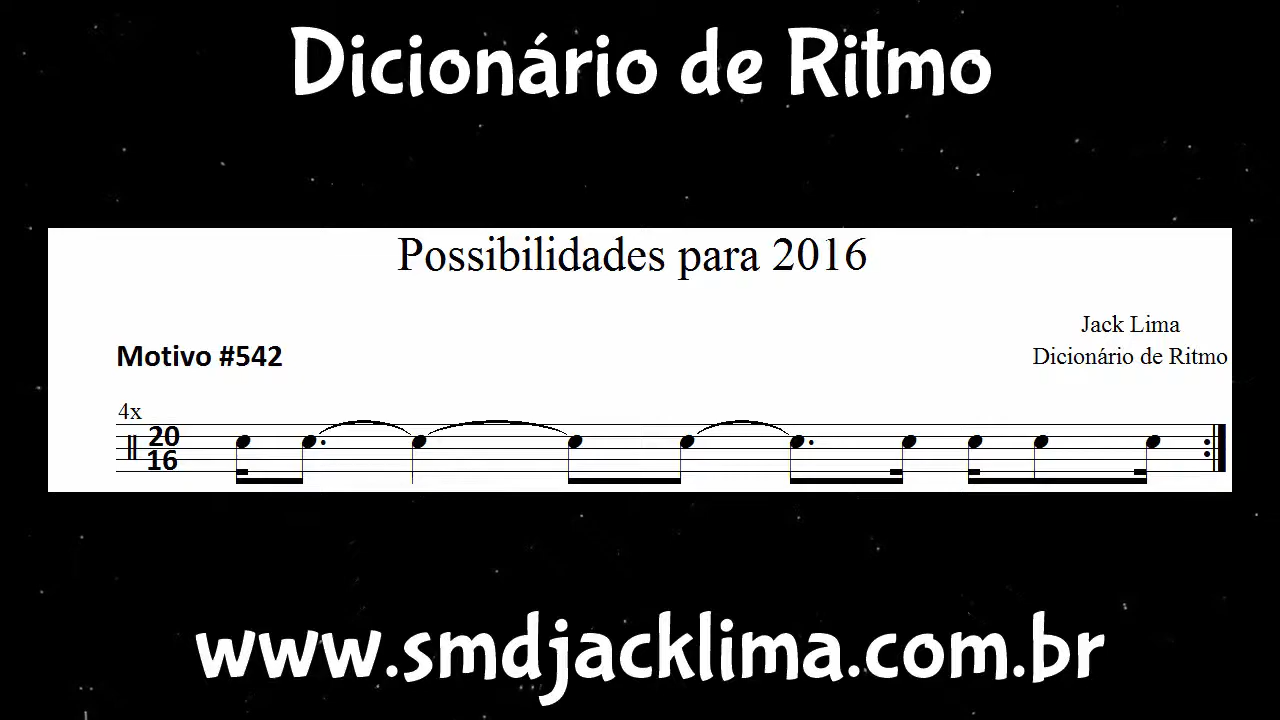 Dicionário de Ritmo
Possibilidades para 2016
Jack Lima
Motivo #542
Dicionário de Ritmo
4x
20
16
www.smdjacklima.com.br